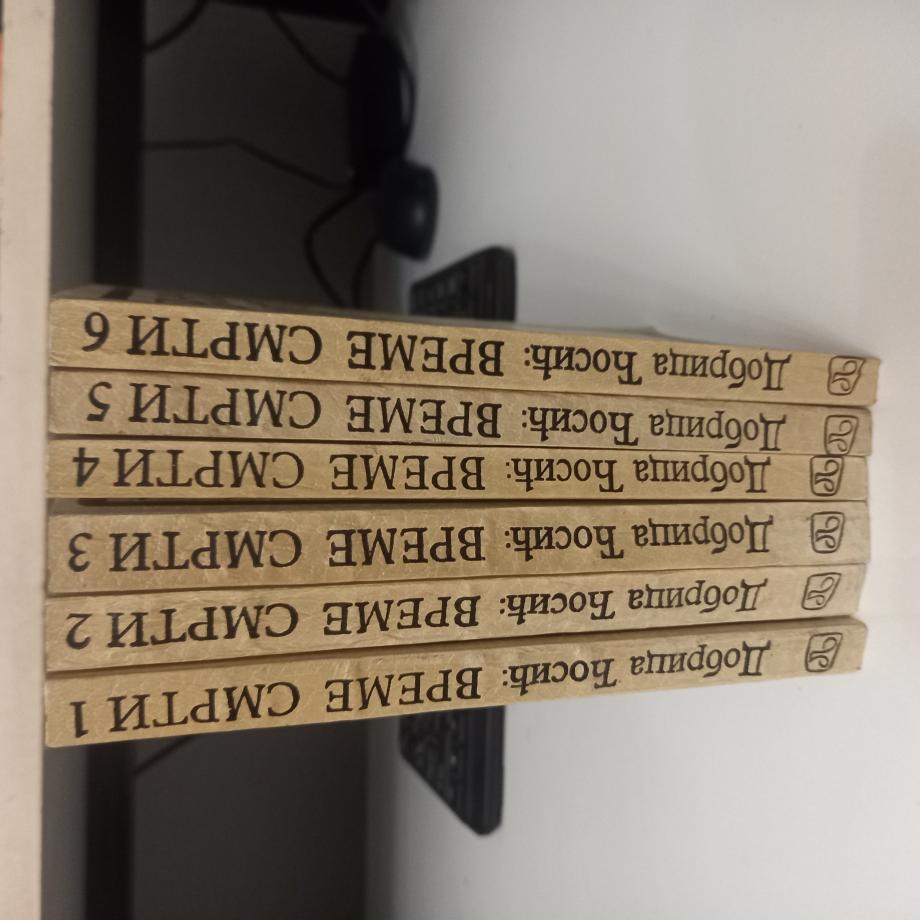 Добрица Ћосић: ВРЕМЕ СМРТИ 1
Добрица Ћосић: ВРЕМЕ СМРТИ 2
Добрица Ћосић: ВРЕМЕ СМРТИ 3
Добрица Ћосић: ВРЕМЕ СМРТИ 4
Добрица Ћосић: ВРЕМЕ СМРТИ 5
Добрица Ћосић: ВРЕМЕ СМРТИ 6